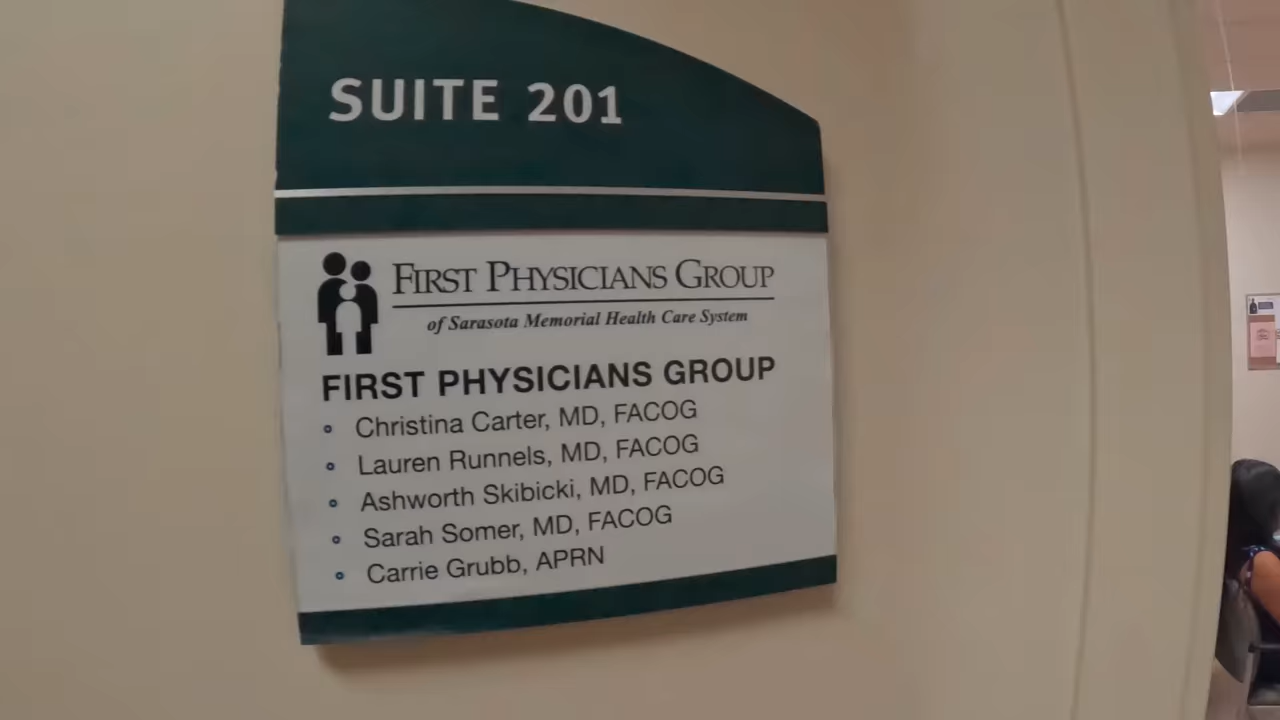 SUITE 201
FIRST PHYSICIANS GROUP
of Sarasota Memorial Health Care System
FIRST PHYSICIANS GROUP
• Christina Carter, MD, FACOG
• Lauren Runnels, MD, FACOG
• Ashworth Skibicki, MD, FACOG
• Sarah Somer, MD, FACOG
• Carrie Grubb, APRN